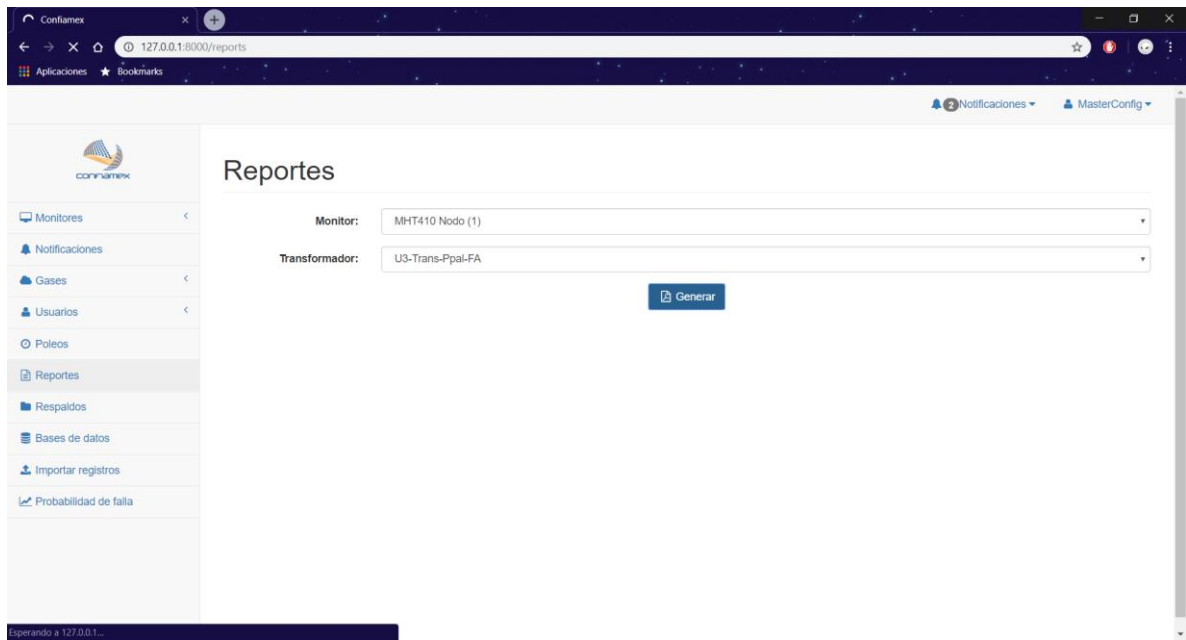 Confiamex
127.0.0.1:8000/reports
Aplicaciones
Bookmarks
2 Notificaciones
MasterConfig
confiamex
Reportes
Monitores
Notificaciones
Gases
Usuarios
Poleos
Reportes
Respaldos
Bases de datos
Importar registros
Probabilidad de falla
Monitor:
MHT410 Nodo (1)
Transformador:
U3-Trans-Ppal-FA
Generar
Esperando a 127.0.0.1...